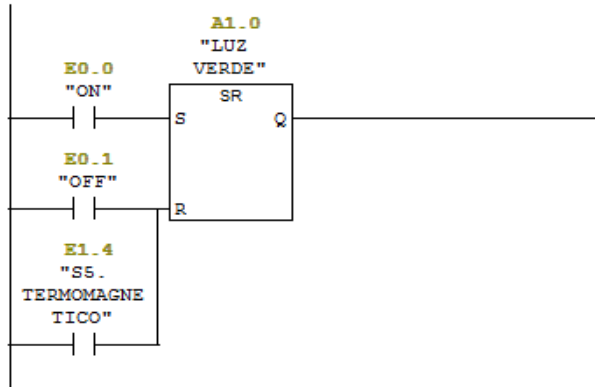 A1.0
"LUZ
VERDE"
E0.0
"ON"
SR
S
Q
E0.1
"OFF"
R
E1.4
"S5.
TERMOMAGNE
TICO"